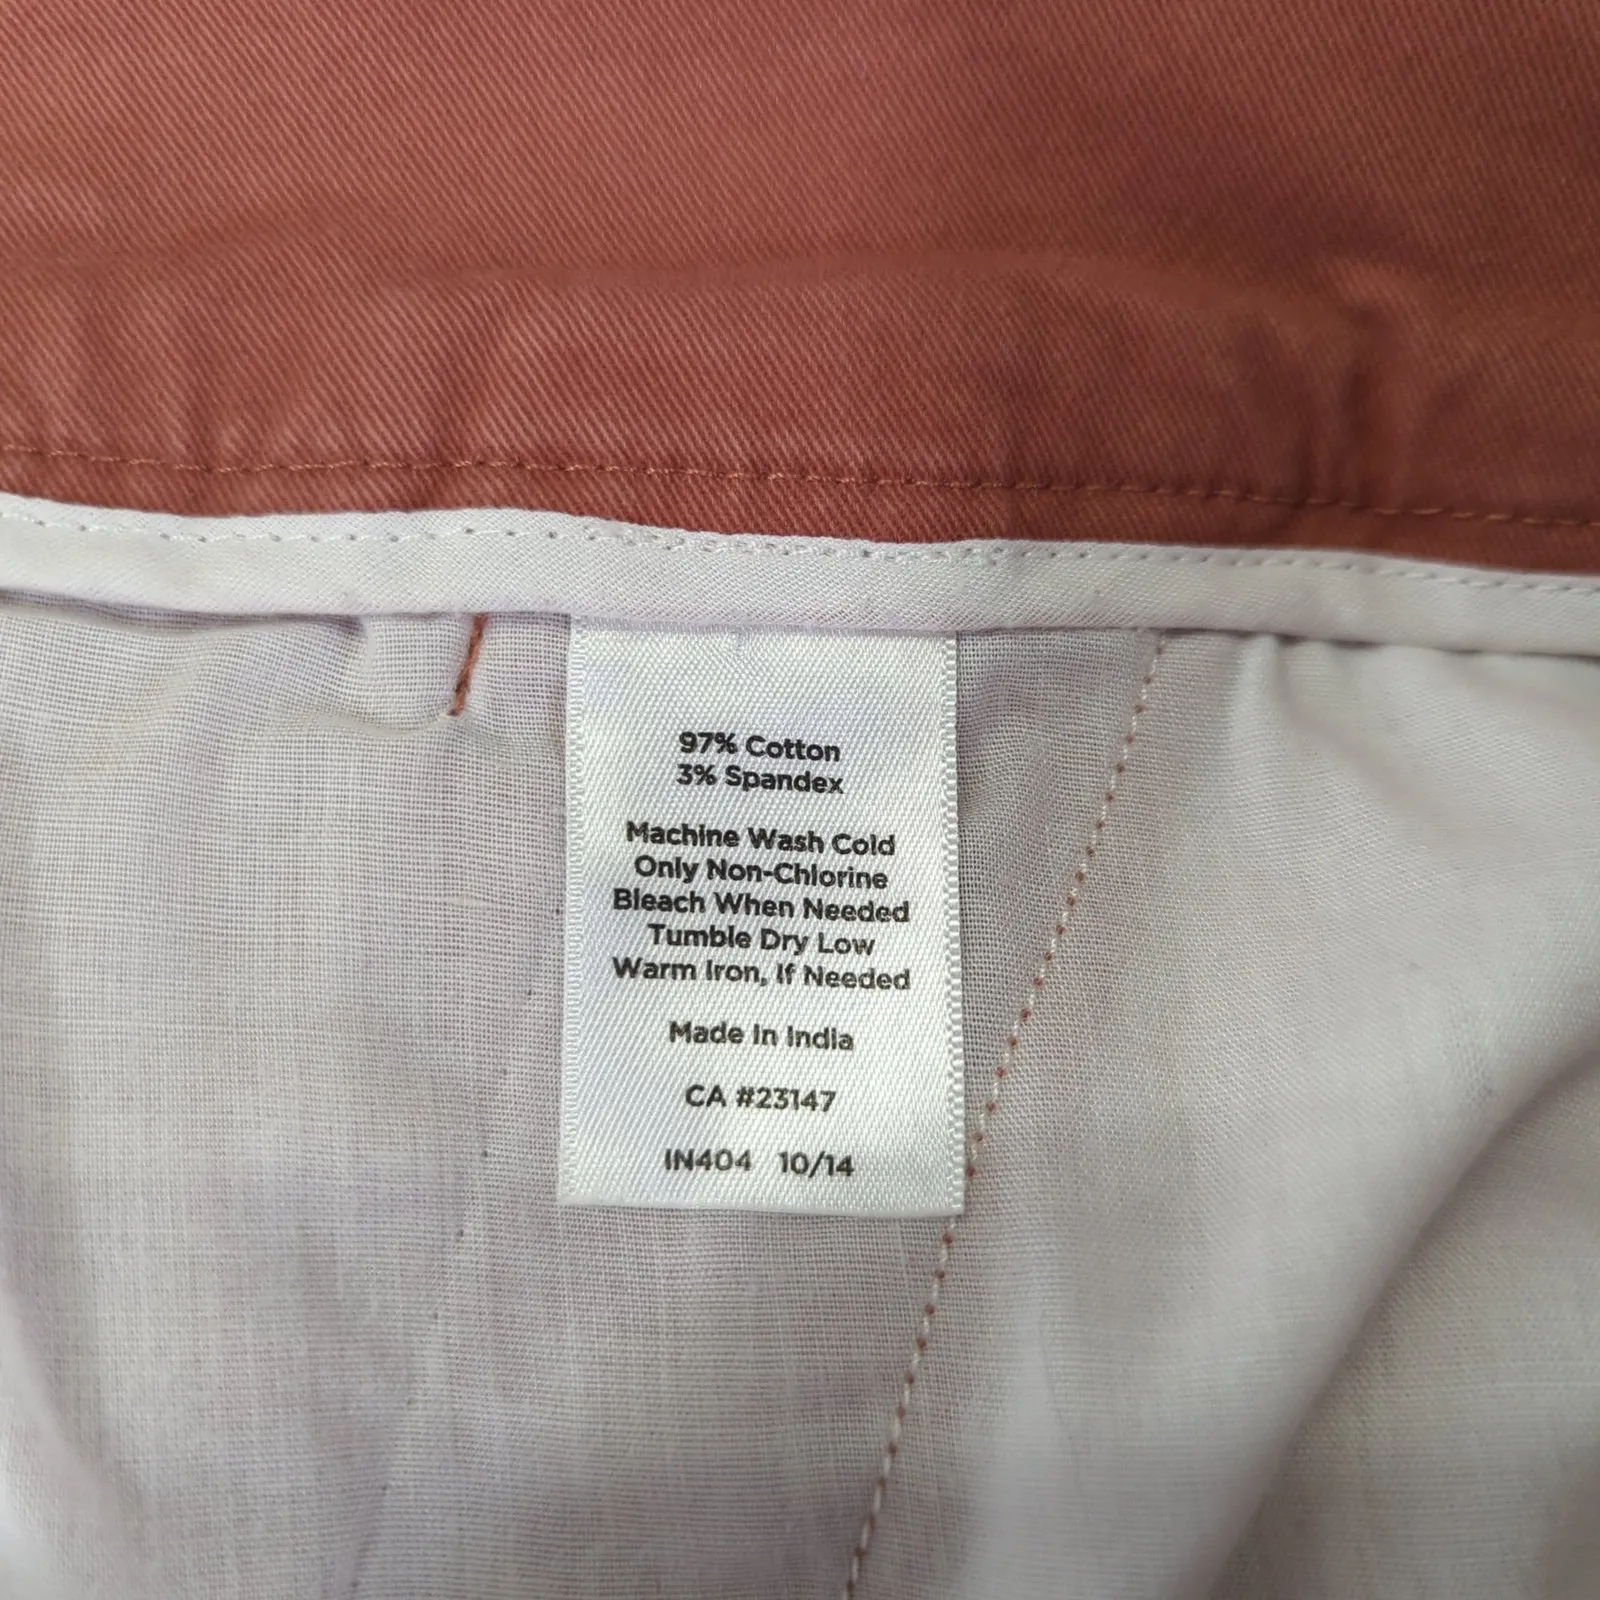 97% Cotton
3% Spandex
Machine Wash Cold
Only Non-Chlorine
Bleach When Needed
Tumble Dry Low
Warm Iron, If Needed
Made In India
CA #23147
IN404 10/14